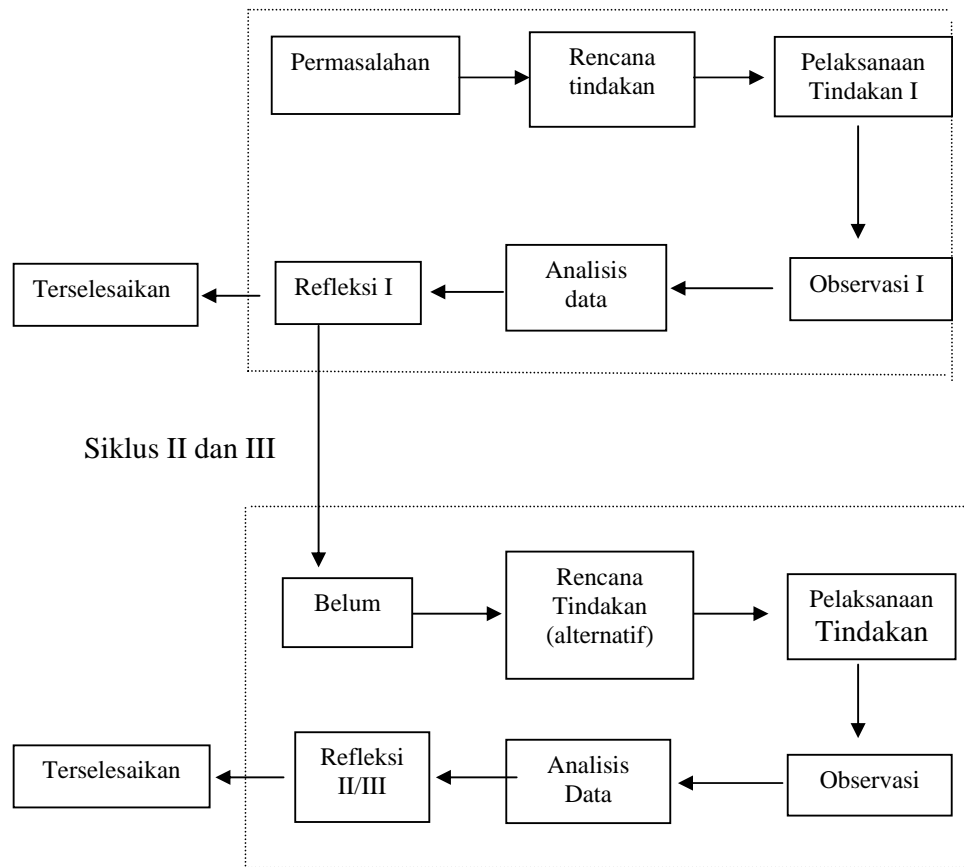 Permasalahan
Rencana
tindakan
Pelaksanaan
Tindakan I
Terselesaikan
Refleksi I
Analisis
data
Observasi I
Siklus II dan III
Belum
Rencana
Tindakan
(alternatif)
Pelaksanaan
Tindakan
Terselesaikan
Refleksi
II/III
Analisis
Data
Observasi